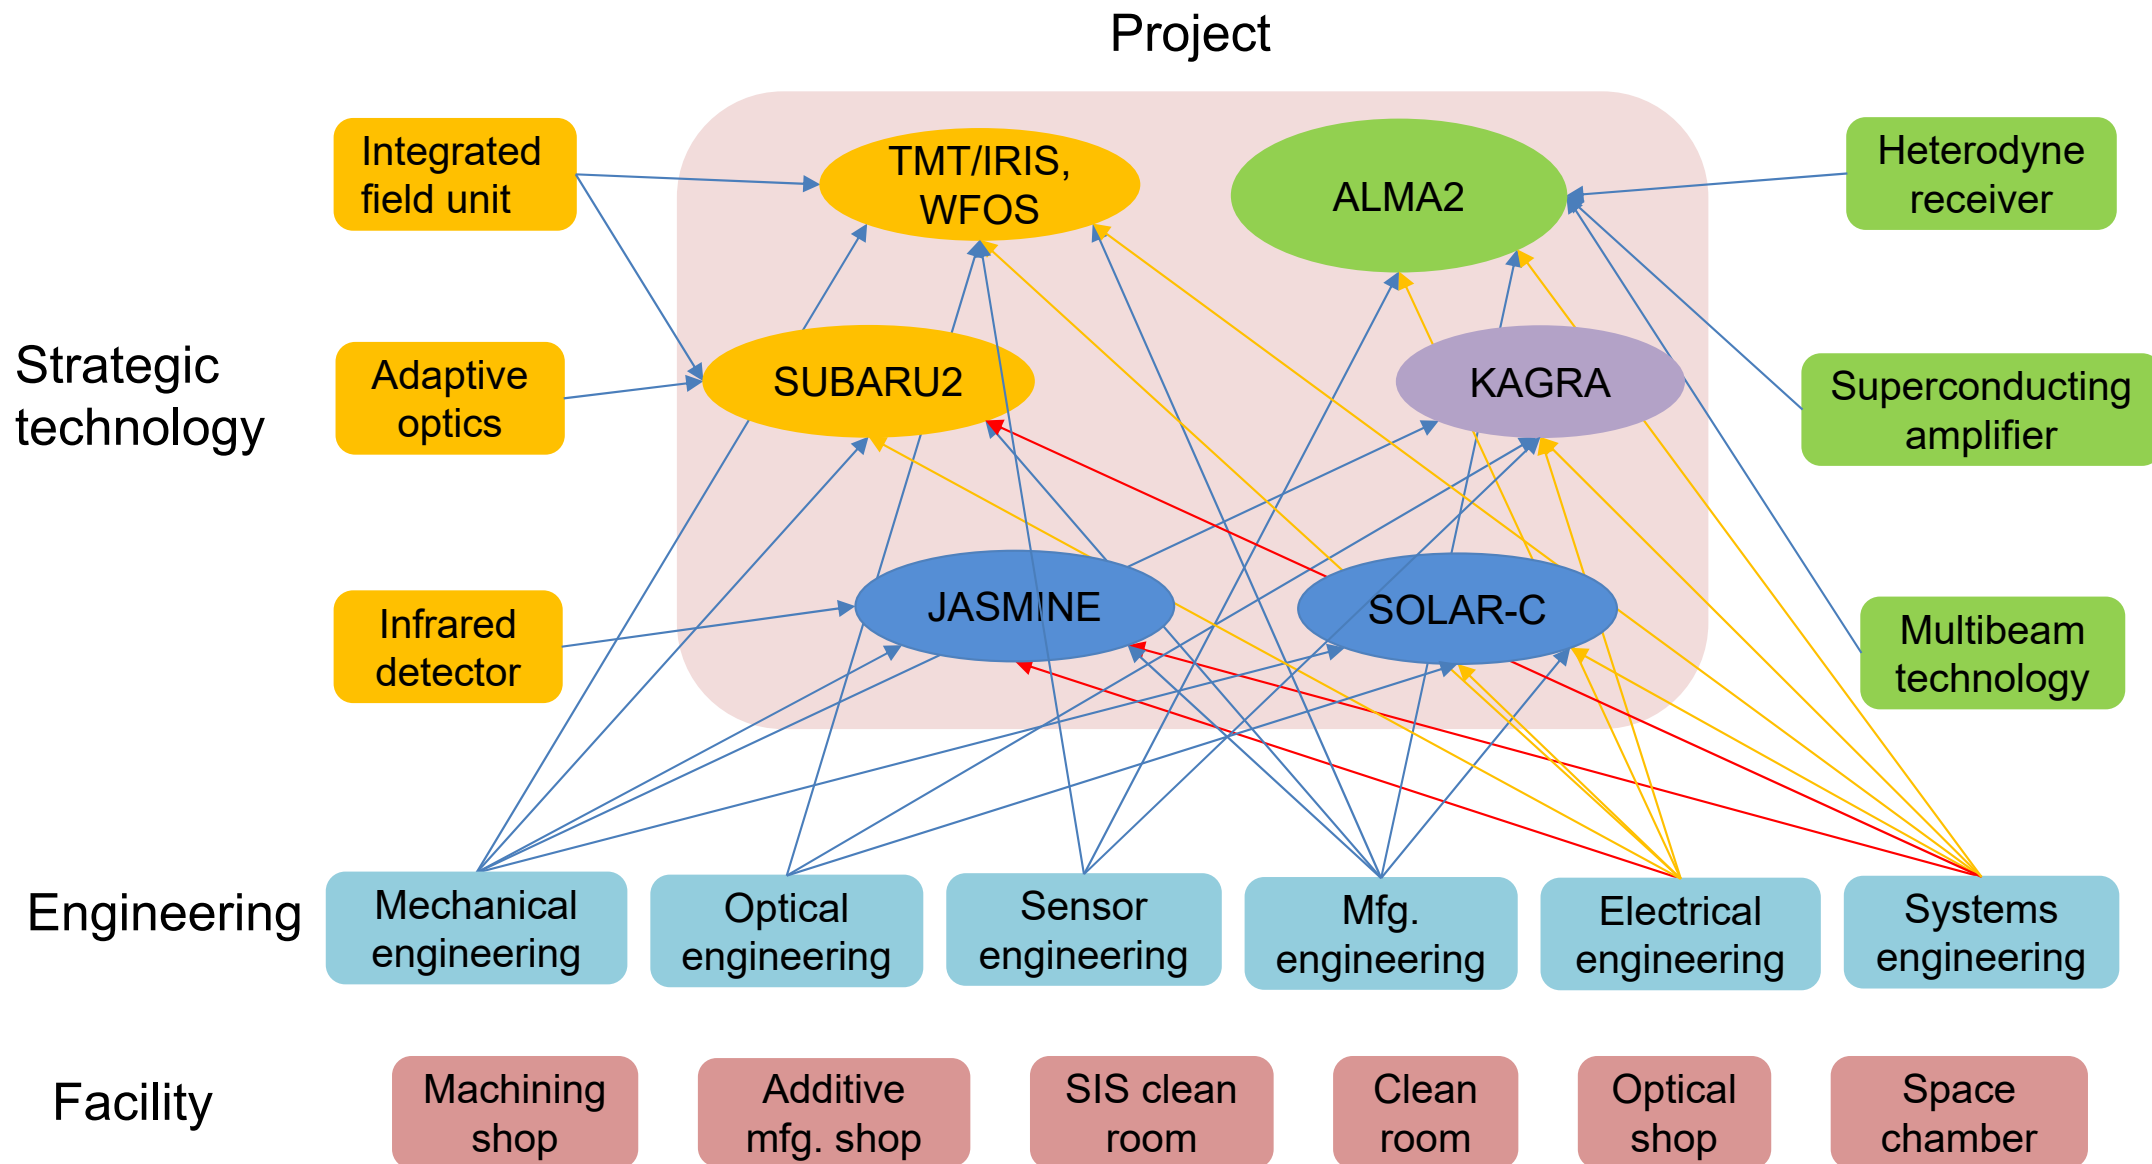 Project
Integrated
field unit
TMT/IRIS,
WFOS
ALMA2
Heterodyne
receiver
Strategic
technology
Adaptive
optics
SUBARU2
KAGRA
Superconducting
amplifier
Infrared
detector
JASMINE
SOLAR-C
Multibeam
technology
Engineering
Mechanical
engineering
Optical
engineering
Sensor
engineering
Mfg.
engineering
Electrical
engineering
Systems
engineering
Facility
Machining
shop
Additive
mfg. shop
SIS clean
room
Clean
room
Optical
shop
Space
chamber